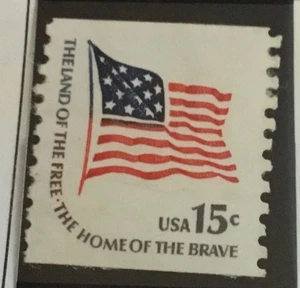 THE LAND OF THE FREE · THE HOME OF THE BRAVE
USA 15c